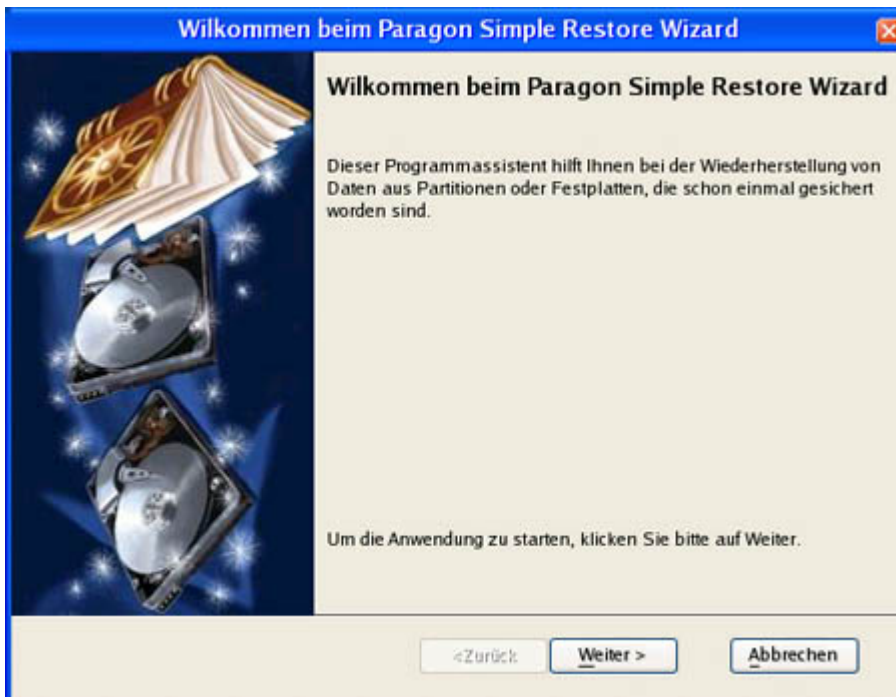 Wilkommen beim Paragon Simple Restore Wizard
Wilkommen beim Paragon Simple Restore Wizard
Dieser Programmassistent hilft Ihnen bei der Wiederherstellung von
Daten aus Partitionen oder Festplatten, die schon einmal gesichert
worden sind.
Um die Anwendung zu starten, klicken Sie bitte auf Weiter.
<Zurück Weiter > Abbrechen